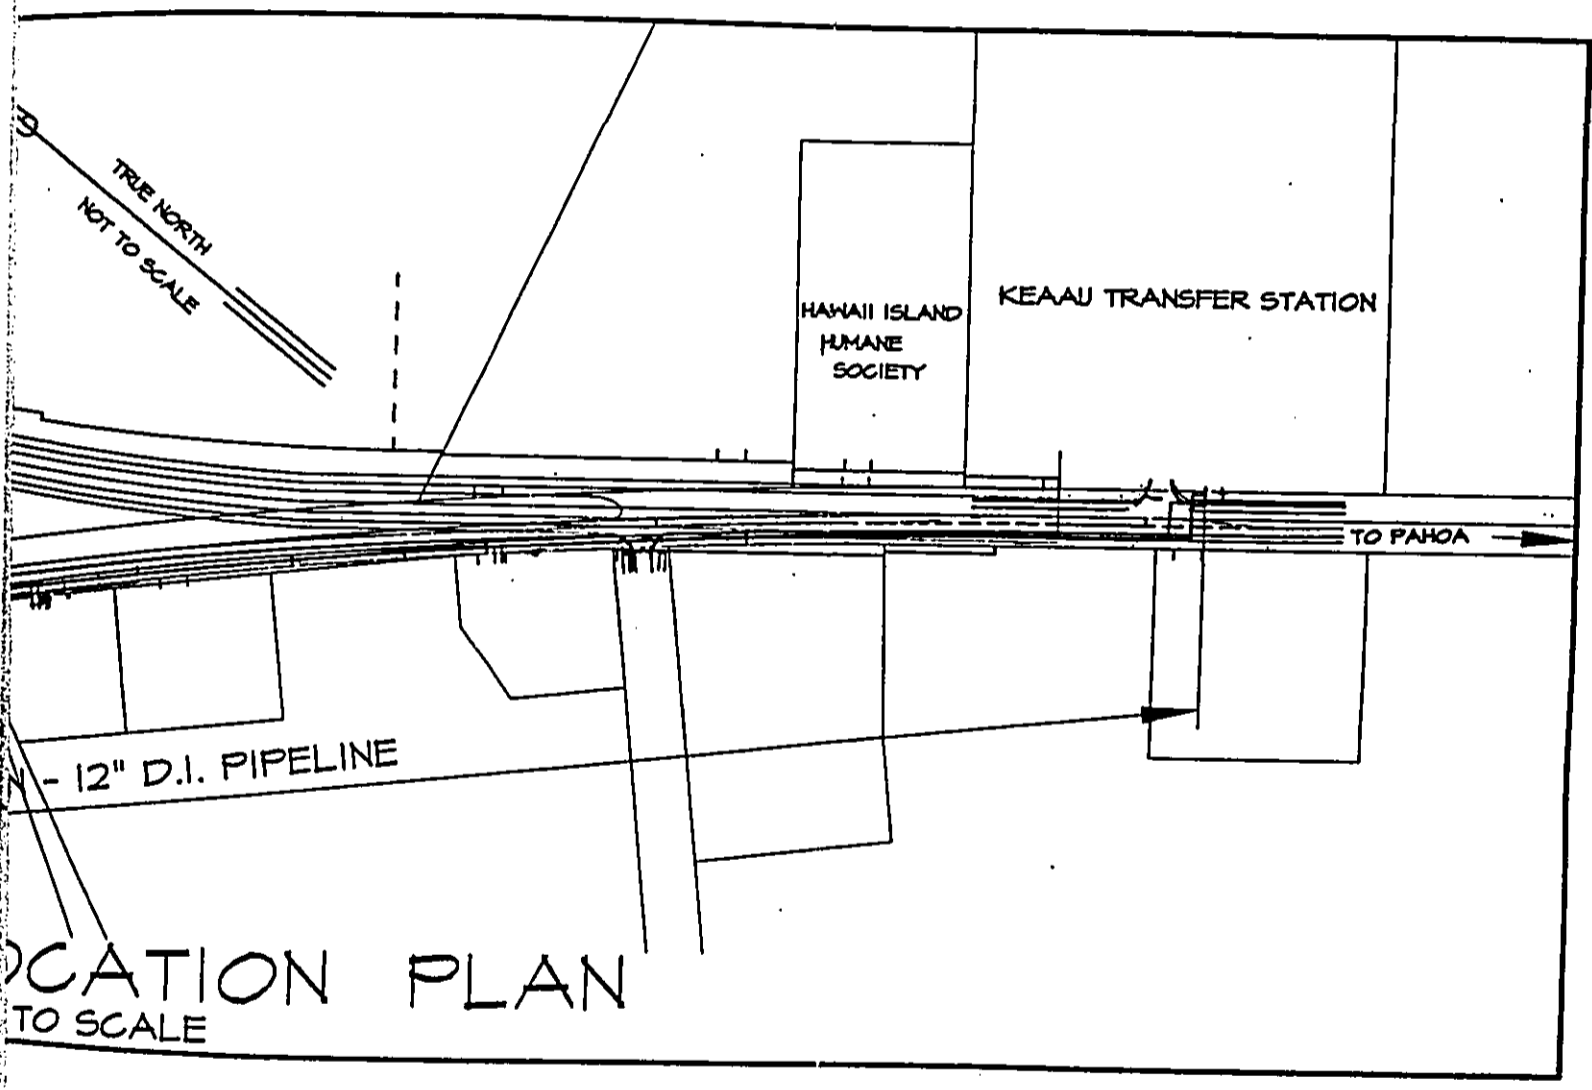 TRUE NORTH
NOT TO SCALE
HAWAII ISLAND
HUMANE
SOCIETY
KEAAU TRANSFER STATION
TO PAHOA
- 12" D.I. PIPELINE
OCATION PLAN
TO SCALE